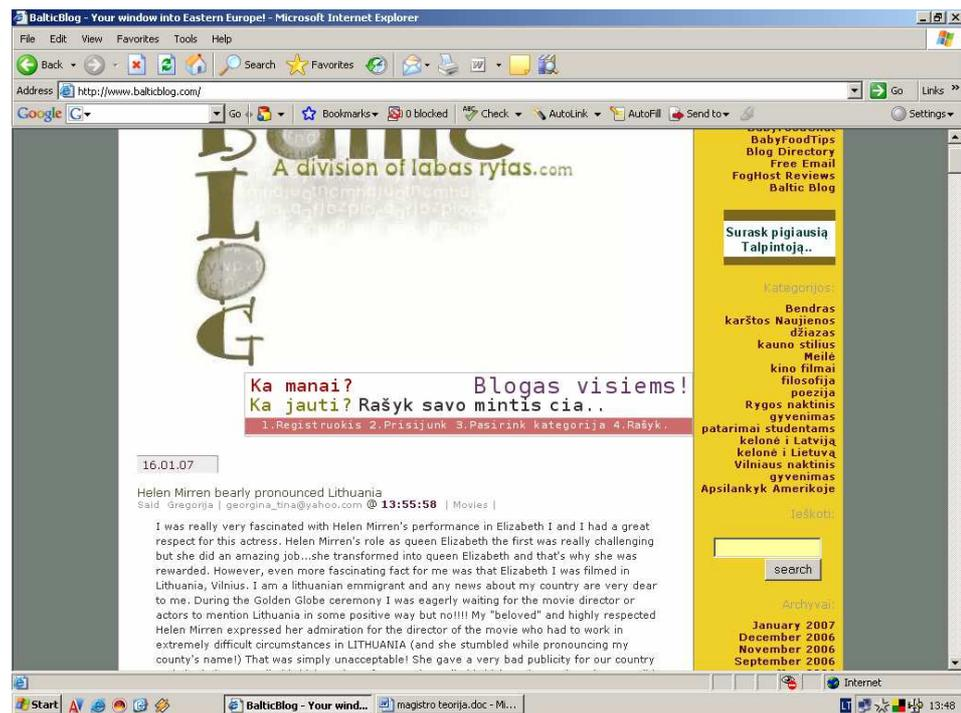 BalticBlog - Your window into Eastern Europe! - Microsoft Internet Explorer
File Edit View Favorites Tools Help
Back Search Favorites
Address http://www.balticblog.com/ Go Links »
Google G Go Bookmarks 0 blocked ABC Check AutoLink AutoFill Send to Settings
Baltic
BLOG
A division of labas rytas.com
Ka manai? Blogas visiems!
Ka jauti? Rašyk savo mintis cia..
1.Registruokis 2.Prisijunk 3.Pasirink kategorija 4.Rašyk.
16.01.07
Helen Mirren bearly pronounced Lithuania
Said Gregorija | georgina_tina@yahoo.com @ 13:55:58 | Movies |
I was really very fascinated with Helen Mirren's performance in Elizabeth I and I had a great
respect for this actress. Helen Mirren's role as queen Elizabeth the first was really challenging
but she did an amazing job...she transformed into queen Elizabeth and that's why she was
rewarded. However, even more fascinating fact for me was that Elizabeth I was filmed in
Lithuania, Vilnius. I am a lithuanian emmigrant and any news about my country are very dear
to me. During the Golden Globe ceremony I was eagerly waiting for the movie director or
actors to mention Lithuania in some positive way but no!!!! My "beloved" and highly respected
Helen Mirren expressed her admiration for the director of the movie who had to work in
extremely difficult circumstances in LITHUANIA (and she stumbled while pronouncing my
county's name!) That was simply unacceptable! She gave a very bad publicity for our country
BabyFoodTips
Blog Directory
Free Email
FogHost Reviews
Baltic Blog
Surask pigiausią
Talpintoją..
Kategorijos:
Bendras
karštos Naujienos
džiazas
kauno stilius
Meilė
kino filmai
filosofija
poezija
Rygos naktinis
gyvenimas
patarimai studentams
kelonė i Latviją
kelonė i Lietuvą
Vilniaus naktinis
gyvenimas
Apsilankyk Amerikoje
Ieškoti:
search
Archyvai:
January 2007
December 2006
November 2006
September 2006
Internet
Start BalticBlog - Your wind... magistro teorija.doc - Mi... LT 13:48